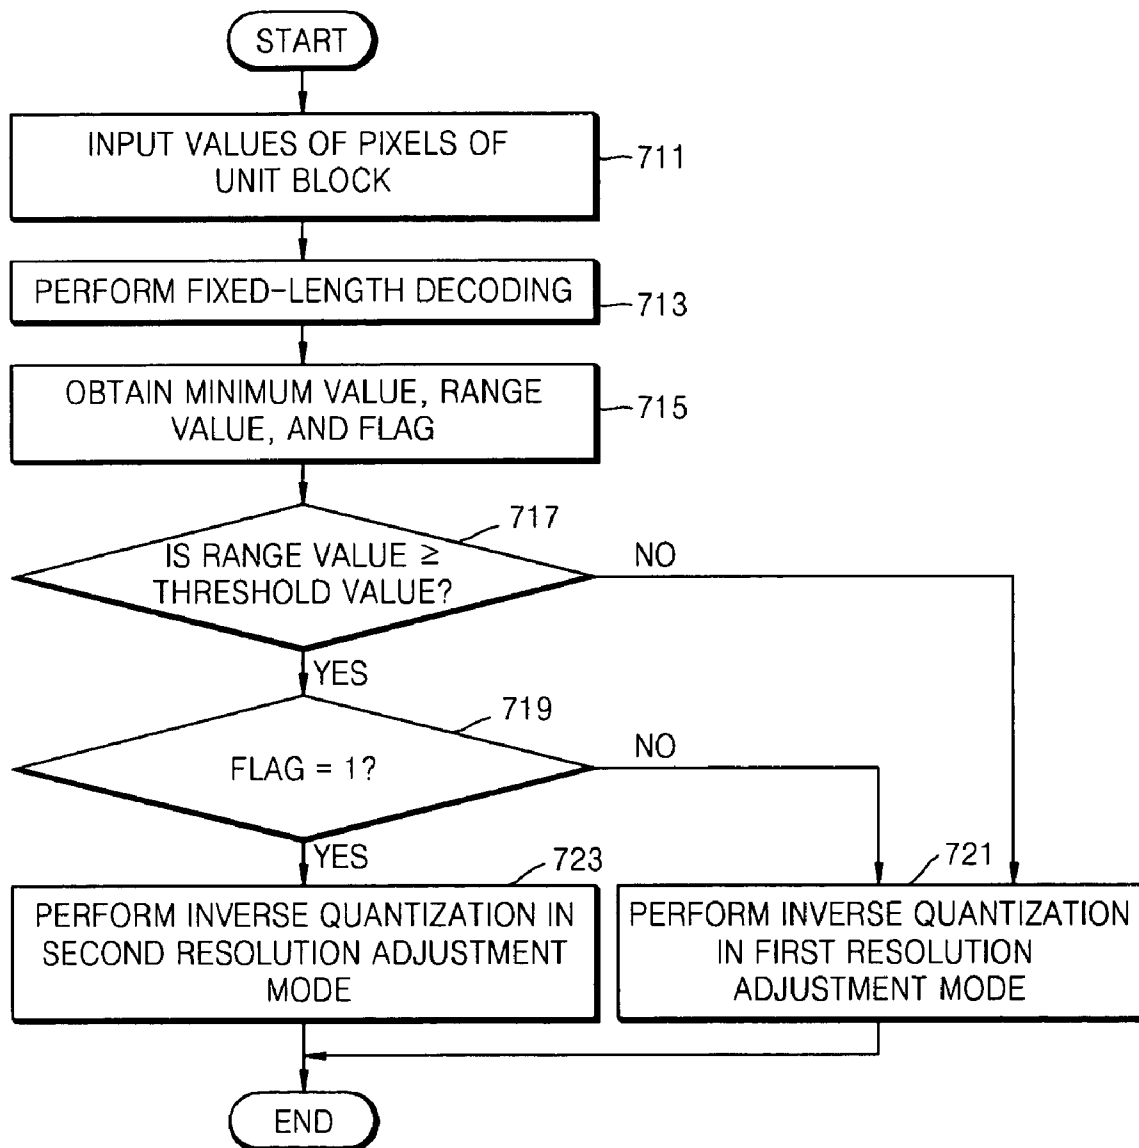 START
INPUT VALUES OF PIXELS OF
UNIT BLOCK
711
PERFORM FIXED-LENGTH DECODING
713
OBTAIN MINIMUM VALUE, RANGE
VALUE, AND FLAG
715
717
IS RANGE VALUE ≥
THRESHOLD VALUE?
NO
YES
719
FLAG = 1?
NO
YES
723
PERFORM INVERSE QUANTIZATION IN
SECOND RESOLUTION ADJUSTMENT
MODE
721
PERFORM INVERSE QUANTIZATION
IN FIRST RESOLUTION
ADJUSTMENT MODE
END